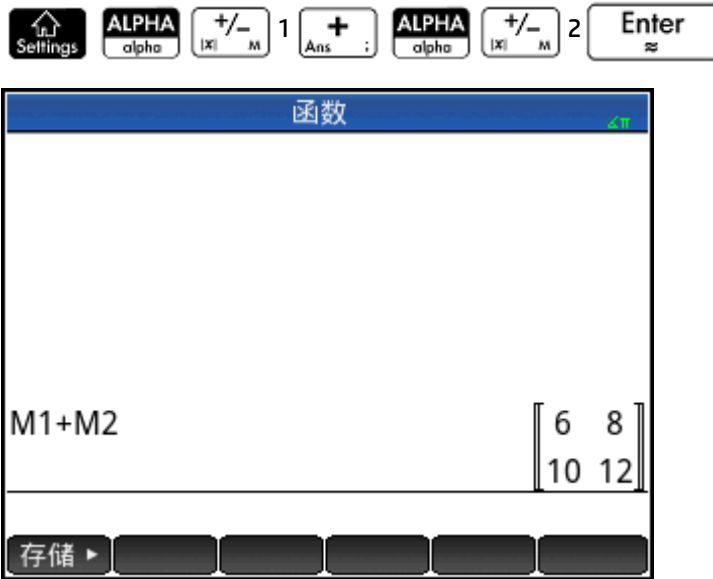 Settings ALPHA alpha +/- |x| M 1 + Ans ; ALPHA alpha +/- |x| M 2 Enter ≈
函数
∡π
M1+M2
6 8
10 12
存储 ▸